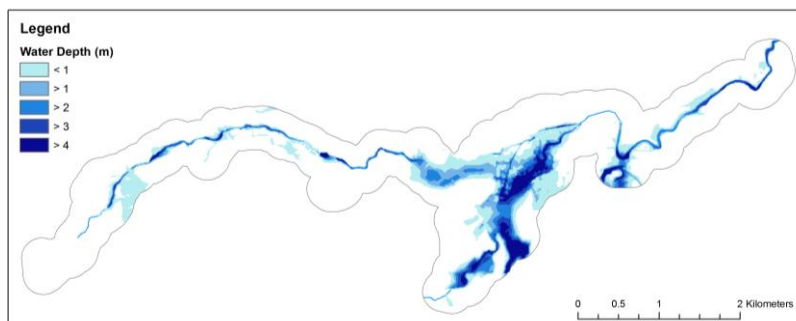 Legend
Water Depth (m)
< 1
> 1
> 2
> 3
> 4
0 0.5 1 2 Kilometers